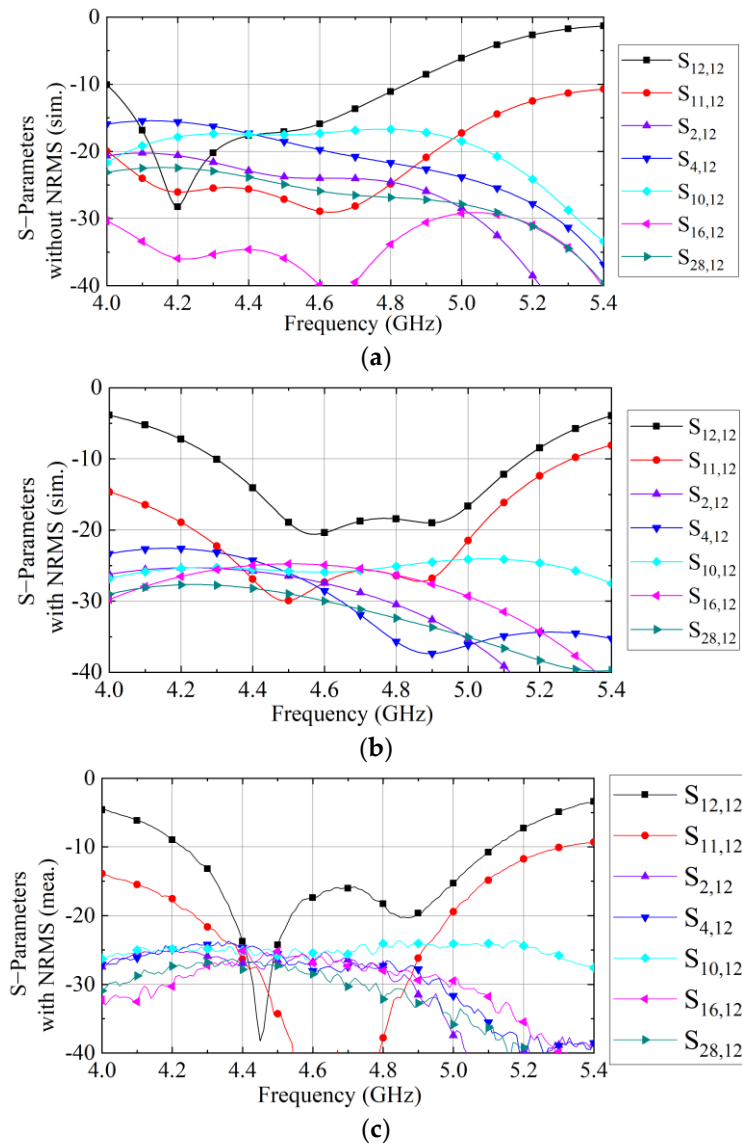 S−Parameters
without NRMS (sim.)
0
-10
-20
-30
-40
4.0 4.2 4.4 4.6 4.8 5.0 5.2 5.4
Frequency (GHz)
S12,12
S11,12
S2,12
S4,12
S10,12
S16,12
S28,12
(a)
S−Parameters
with NRMS (sim.)
0
-10
-20
-30
-40
4.0 4.2 4.4 4.6 4.8 5.0 5.2 5.4
Frequency (GHz)
S12,12
S11,12
S2,12
S4,12
S10,12
S16,12
S28,12
(b)
S−Parameters
with NRMS (mea.)
0
-10
-20
-30
-40
4.0 4.2 4.4 4.6 4.8 5.0 5.2 5.4
Frequency (GHz)
S12,12
S11,12
S2,12
S4,12
S10,12
S16,12
S28,12
(c)